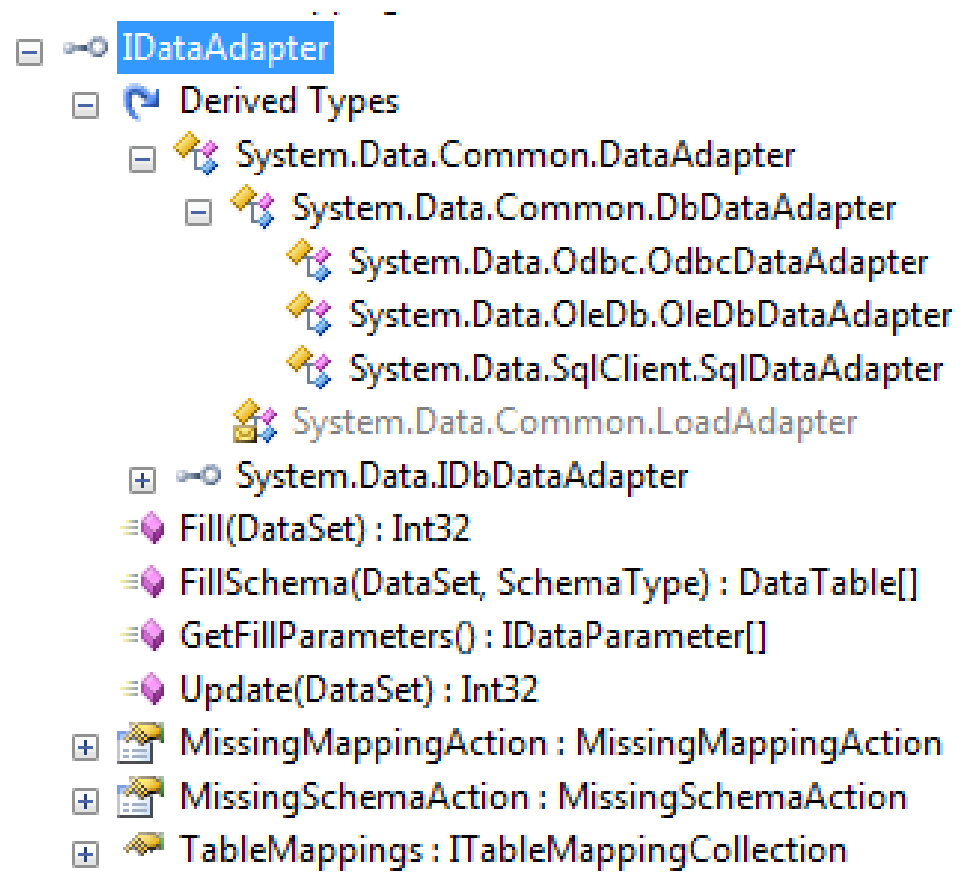 IDataAdapter
Derived Types
System.Data.Common.DataAdapter
System.Data.Common.DbDataAdapter
System.Data.Odbc.OdbcDataAdapter
System.Data.OleDb.OleDbDataAdapter
System.Data.SqlClient.SqlDataAdapter
System.Data.Common.LoadAdapter
System.Data.IDbDataAdapter
Fill(DataSet) : Int32
FillSchema(DataSet, SchemaType) : DataTable[]
GetFillParameters() : IDataParameter[]
Update(DataSet) : Int32
MissingMappingAction : MissingMappingAction
MissingSchemaAction : MissingSchemaAction
TableMappings : ITableMappingCollection